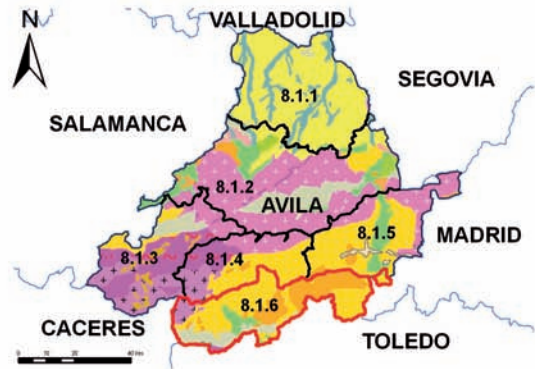 N
VALLADOLID
SEGOVIA
8.1.1
SALAMANCA
8.1.2
AVILA
8.1.5
MADRID
8.1.3
8.1.4
8.1.6
CACERES
TOLEDO